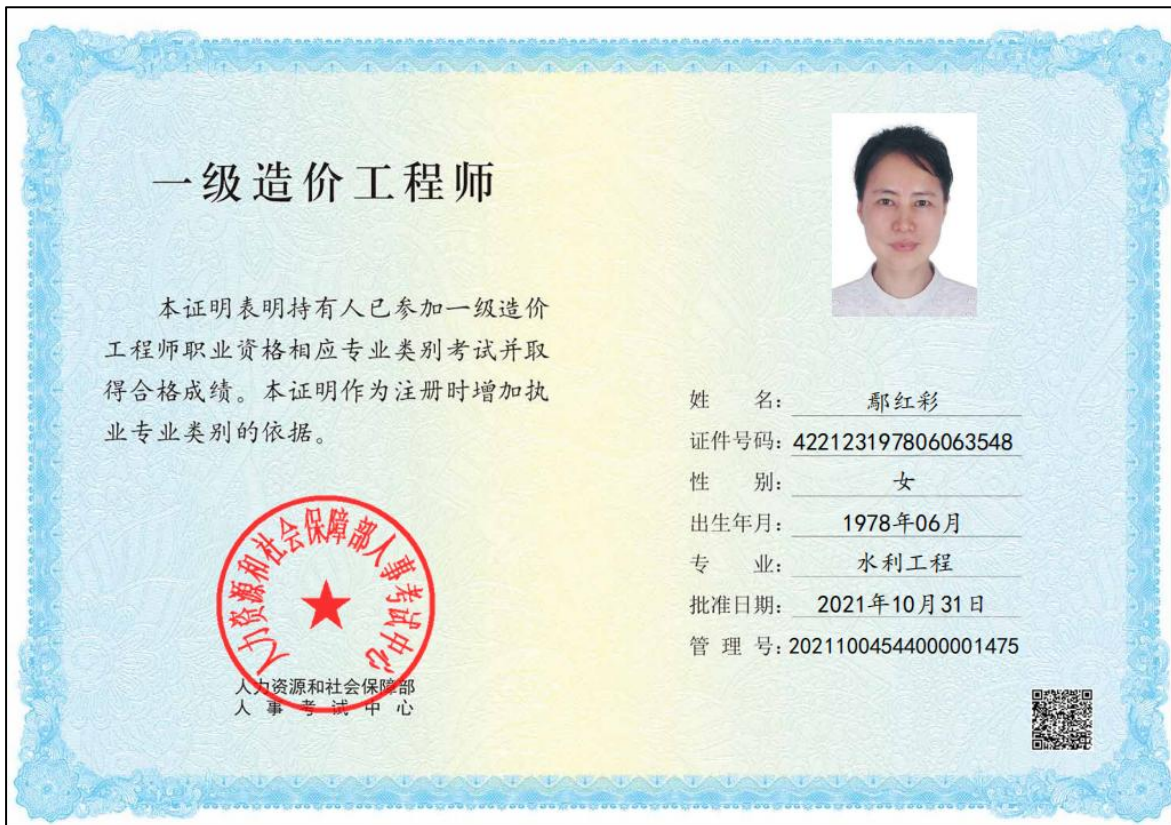 一级造价工程师
本证明表明持有人已参加一级造价
工程师职业资格相应专业类别考试并取
得合格成绩。本证明作为注册时增加执
业专业类别的依据。
人力资源和社会保障部人事考试中心
人力资源和社会保障部
人事考试中心
姓名：鄢红彩
证件号码：422123197806063548
性别：女
出生年月：1978年06月
专业：水利工程
批准日期：2021年10月31日
管理号：20211004544000001475